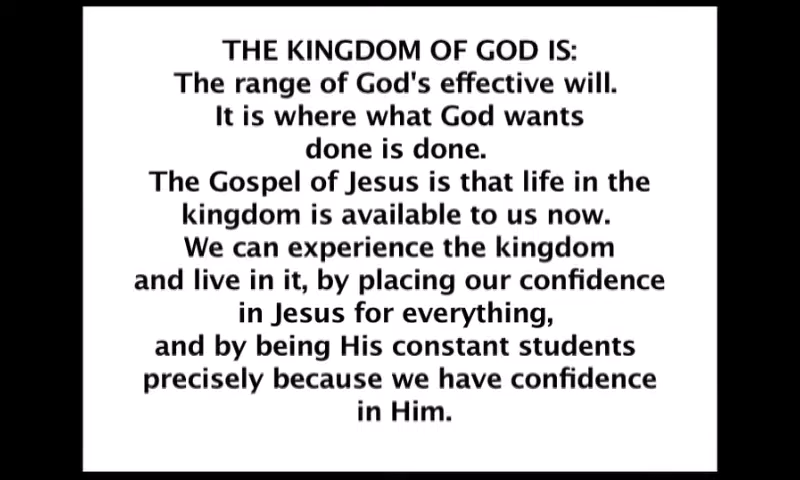 THE KINGDOM OF GOD IS:
The range of God's effective will.
It is where what God wants
done is done.
The Gospel of Jesus is that life in the
kingdom is available to us now.
We can experience the kingdom
and live in it, by placing our confidence
in Jesus for everything,
and by being His constant students
precisely because we have confidence
in Him.